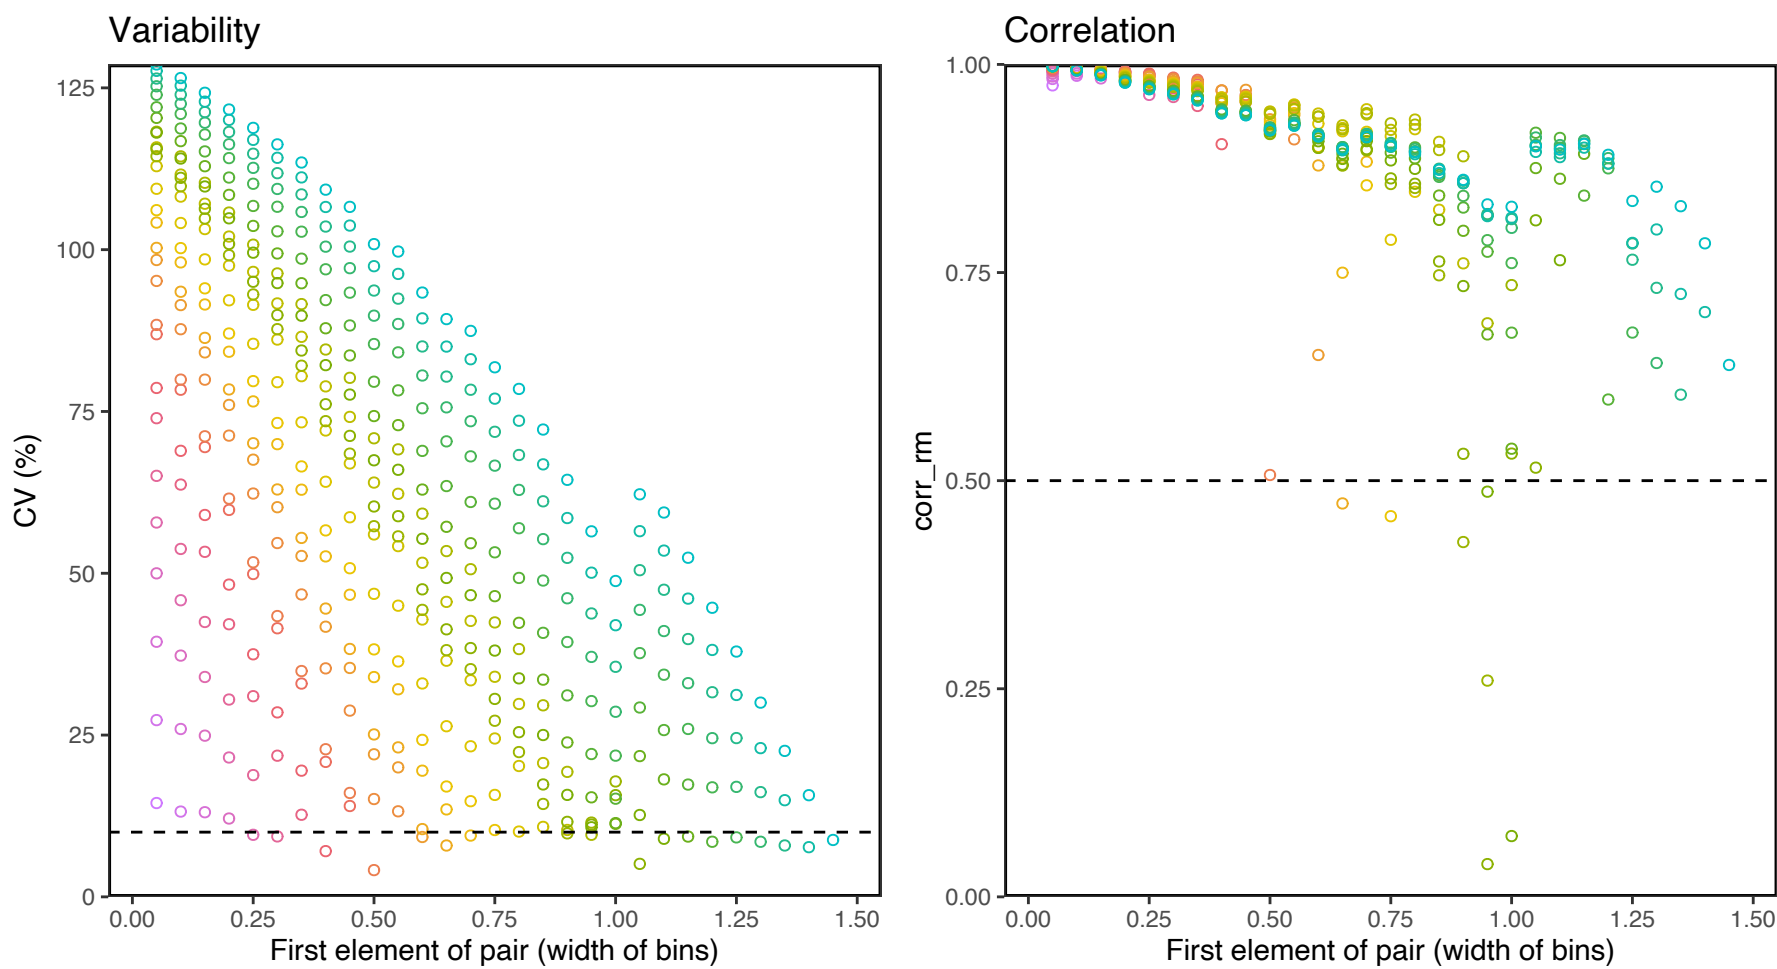 Variability
Correlation
CV (%)
125
100
75
50
25
0
0.00 0.25 0.50 0.75 1.00 1.25 1.50
First element of pair (width of bins)
corr_rm
1.00
0.75
0.50
0.25
0.00
0.00 0.25 0.50 0.75 1.00 1.25 1.50
First element of pair (width of bins)